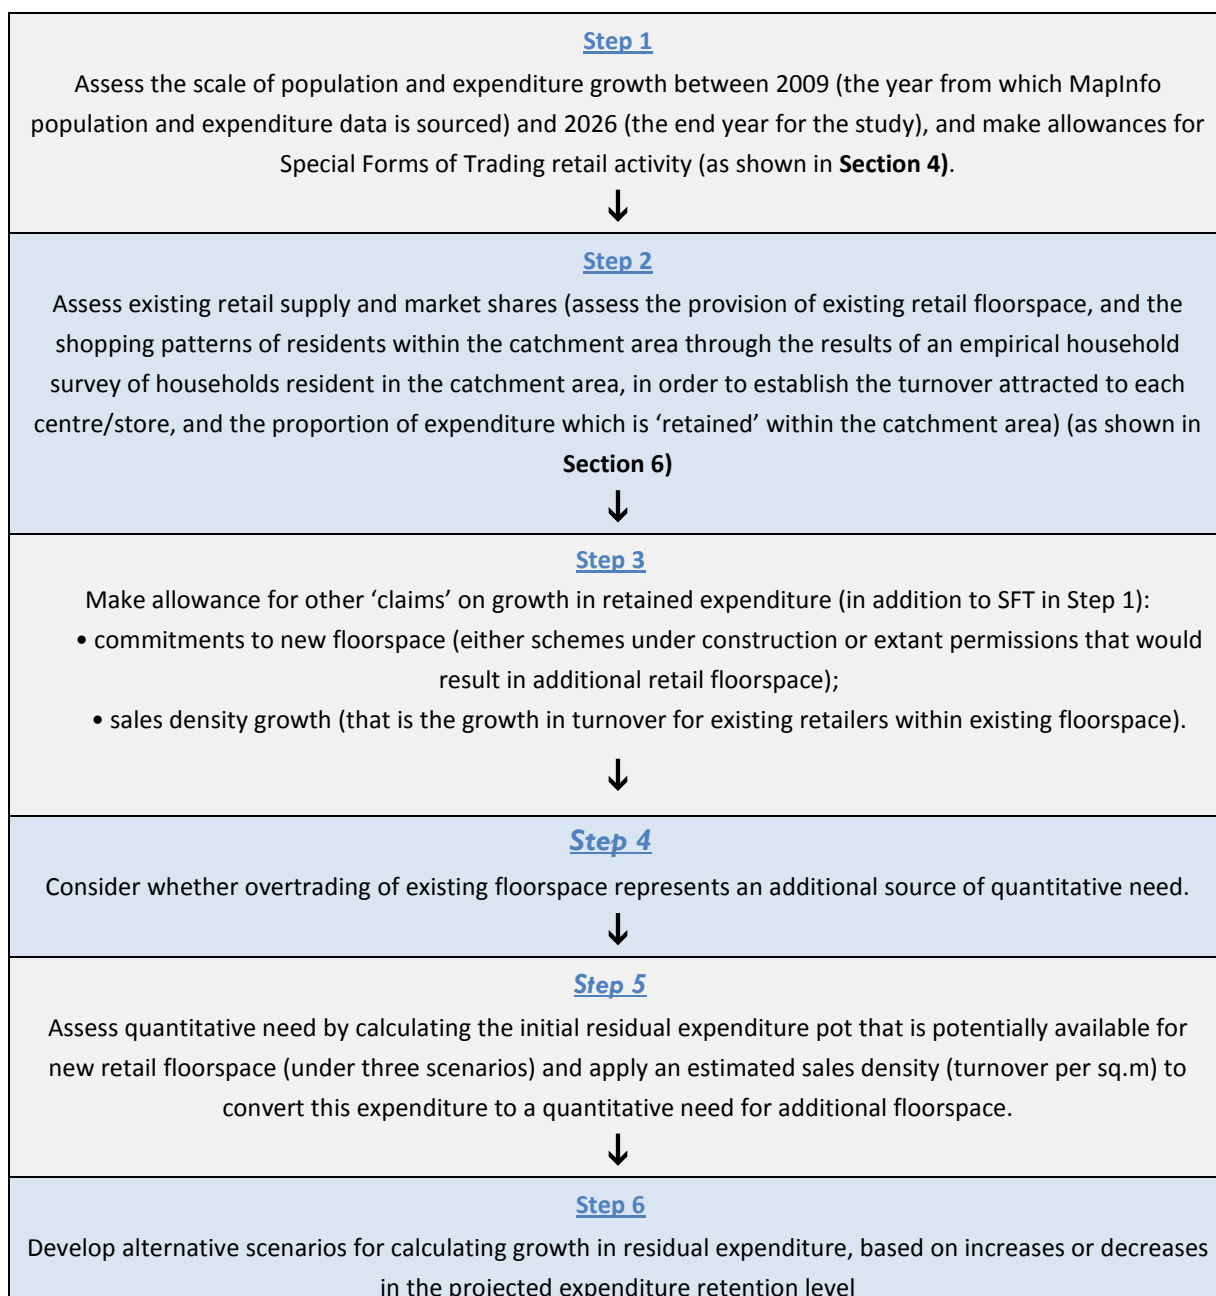 Step 1
Assess the scale of population and expenditure growth between 2009 (the year from which MapInfo
population and expenditure data is sourced) and 2026 (the end year for the study), and make allowances for
Special Forms of Trading retail activity (as shown in Section 4).
↓
Step 2
Assess existing retail supply and market shares (assess the provision of existing retail floorspace, and the
shopping patterns of residents within the catchment area through the results of an empirical household
survey of households resident in the catchment area, in order to establish the turnover attracted to each
centre/store, and the proportion of expenditure which is ‘retained’ within the catchment area) (as shown in
Section 6)
↓
Step 3
Make allowance for other ‘claims’ on growth in retained expenditure (in addition to SFT in Step 1):
• commitments to new floorspace (either schemes under construction or extant permissions that would
result in additional retail floorspace);
• sales density growth (that is the growth in turnover for existing retailers within existing floorspace).
↓
Step 4
Consider whether overtrading of existing floorspace represents an additional source of quantitative need.
↓
Step 5
Assess quantitative need by calculating the initial residual expenditure pot that is potentially available for
new retail floorspace (under three scenarios) and apply an estimated sales density (turnover per sq.m) to
convert this expenditure to a quantitative need for additional floorspace.
↓
Step 6
Develop alternative scenarios for calculating growth in residual expenditure, based on increases or decreases
in the projected expenditure retention level